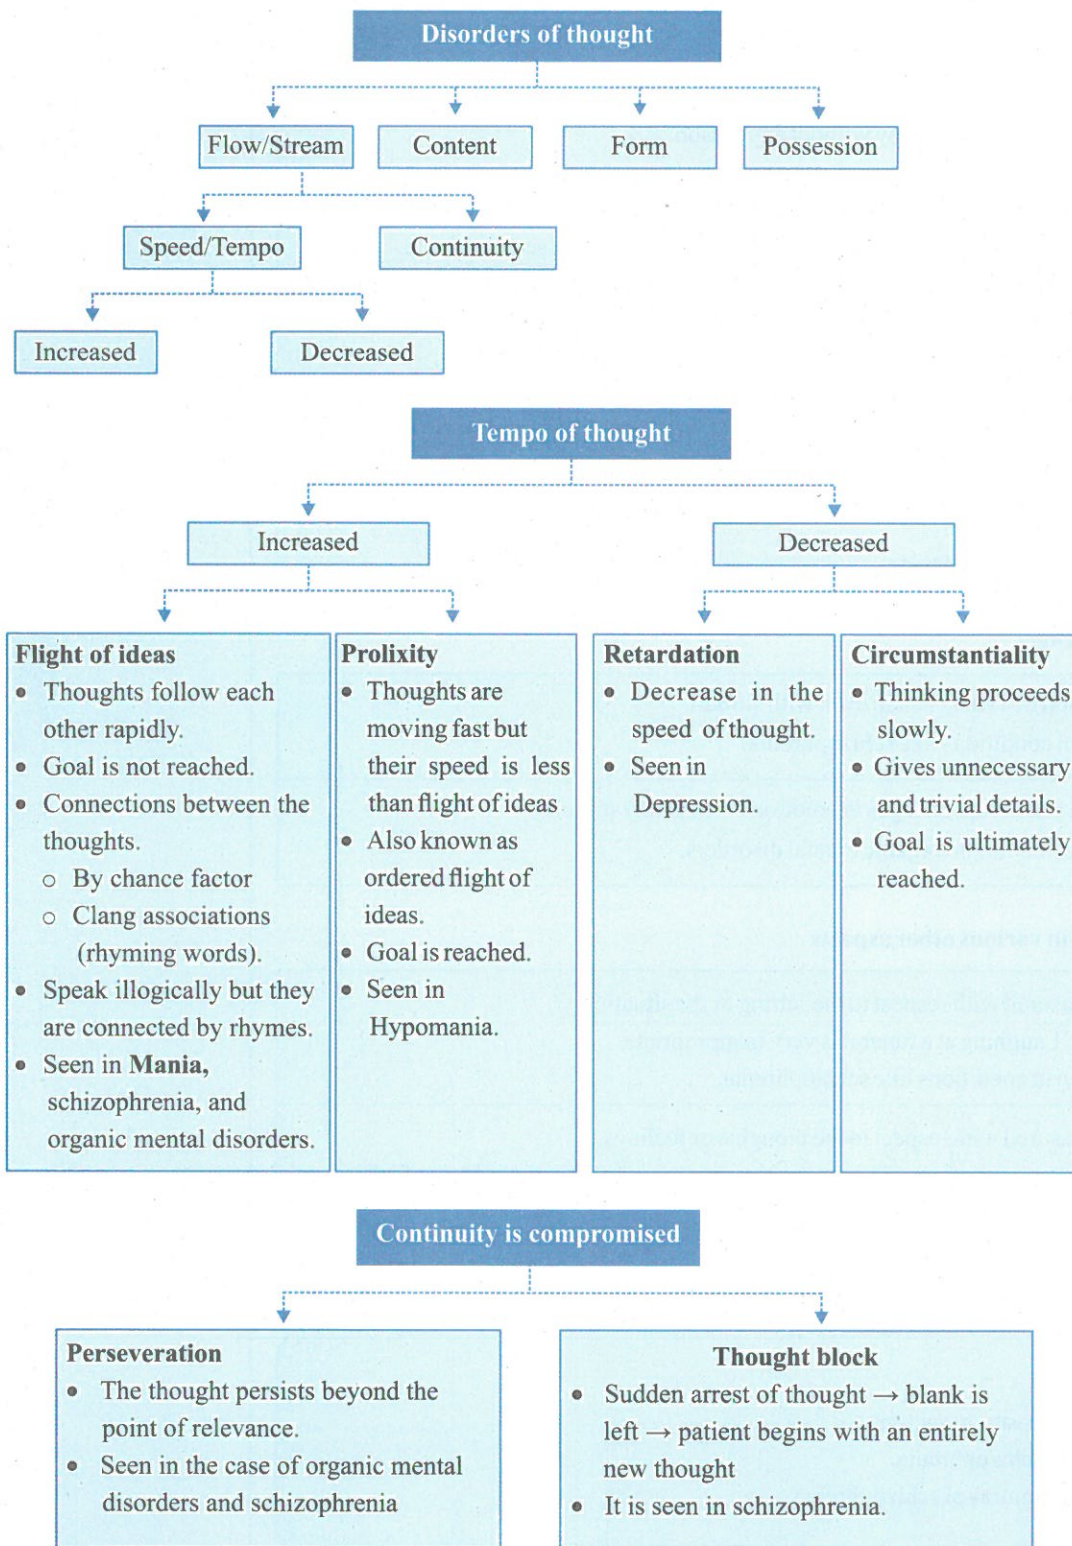 Disorders of thought
Flow/Stream
Content
Form
Possession
Speed/Tempo
Continuity
Increased
Decreased
Tempo of thought
Increased
Decreased
Flight of ideas
• Thoughts follow each
other rapidly.
• Goal is not reached.
• Connections between the
thoughts.
o By chance factor
o Clang associations
(rhyming words).
• Speak illogically but they
are connected by rhymes.
• Seen in Mania,
schizophrenia, and
organic mental disorders.
Prolixity
• Thoughts are
moving fast but
their speed is less
than flight of ideas
• Also known as
ordered flight of
ideas.
• Goal is reached.
• Seen in
Hypomania.
Retardation
• Decrease in the
speed of thought.
• Seen in
Depression.
Circumstantiality
• Thinking proceeds
slowly.
• Gives unnecessary
and trivial details.
• Goal is ultimately
reached.
Continuity is compromised
Perseveration
• The thought persists beyond the
point of relevance.
• Seen in the case of organic mental
disorders and schizophrenia
Thought block
• Sudden arrest of thought → blank is
left → patient begins with an entirely
new thought
• It is seen in schizophrenia.